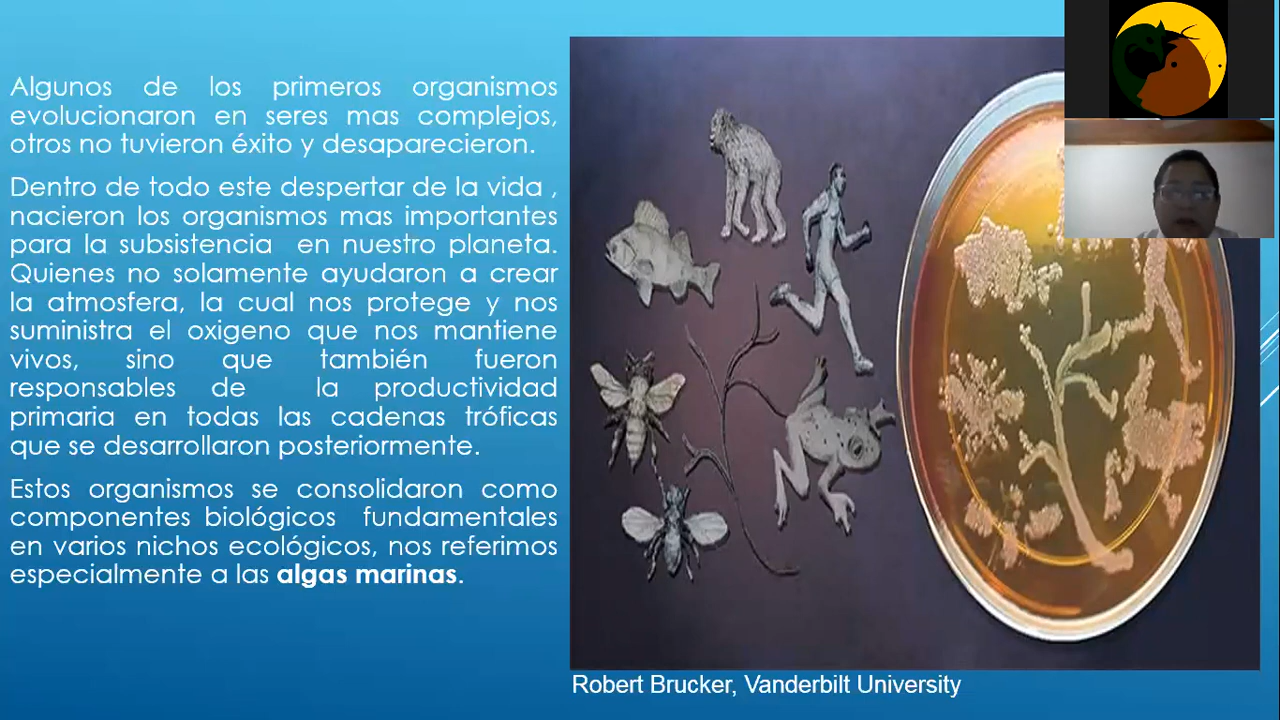 Algunos de los primeros organismos
evolucionaron en seres mas complejos,
otros no tuvieron éxito y desaparecieron.
Dentro de todo este despertar de la vida ,
nacieron los organismos mas importantes
para la subsistencia en nuestro planeta.
Quienes no solamente ayudaron a crear
la atmosfera, la cual nos protege y nos
suministra el oxigeno que nos mantiene
vivos, sino que también fueron
responsables de la productividad
primaria en todas las cadenas tróficas
que se desarrollaron posteriormente.
Estos organismos se consolidaron como
componentes biológicos fundamentales
en varios nichos ecológicos, nos referimos
especialmente a las algas marinas.
Robert Brucker, Vanderbilt University